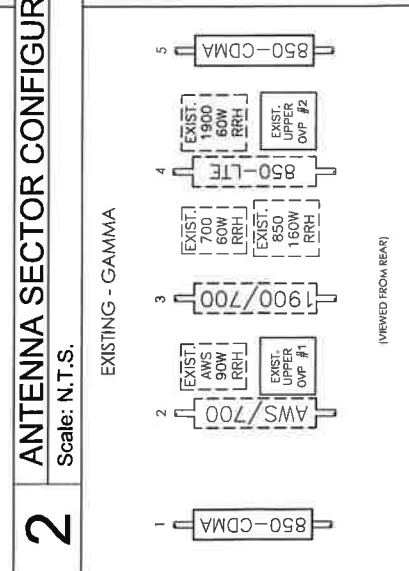 2
ANTENNA SECTOR CONFIGUR
Scale: N.T.S.
EXISTING - GAMMA
1
850-CDMA
2
AWS/700
EXIST.
AWS
90W
RRH
EXIST.
UPPER
OVP #1
3
1900/700
EXIST.
700
60W
RRH
EXIST.
850
160W
RRH
4
850-LTE
EXIST.
1900
60W
RRH
EXIST.
UPPER
OVP #2
5
850-CDMA
(VIEWED FROM REAR)